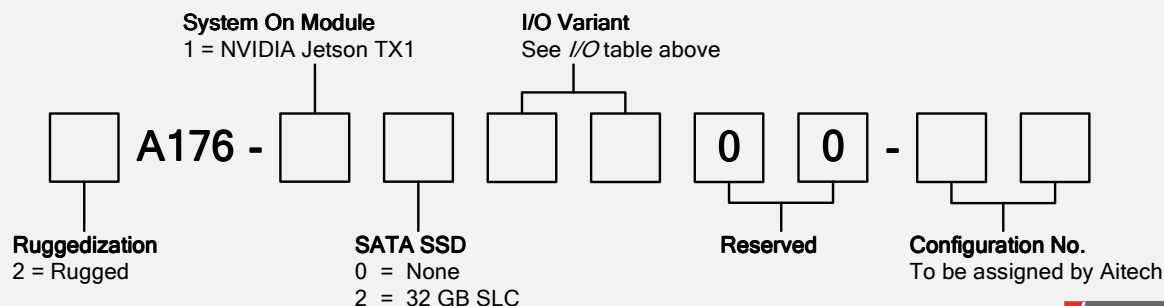 System On Module
1 = NVIDIA Jetson TX1
I/O Variant
See I/O table above
A176 - 0 0 -
Ruggedization
2 = Rugged
SATA SSD
0 = None
2 = 32 GB SLC
Reserved
Configuration No.
To be assigned by Aitech